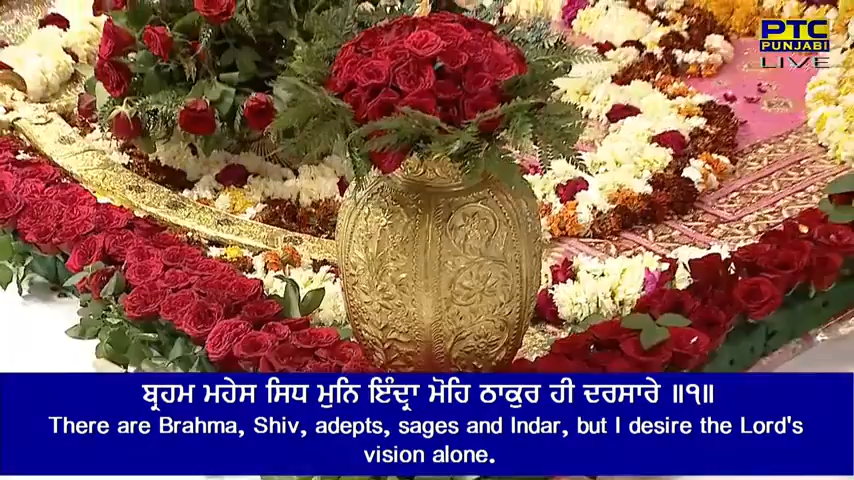 PTC
PUNJABI
LIVE
ਬ੍ਰਹਮ ਮਹੇਸ ਸਿਧ ਮੁਨਿ ਇੰਦ੍ਰਾ ਮੋਹਿ ਠਾਕੁਰ ਹੀ ਦਰਸਾਰੇ ॥੧॥
There are Brahma, Shiv, adepts, sages and Indar, but I desire the Lord's
vision alone.